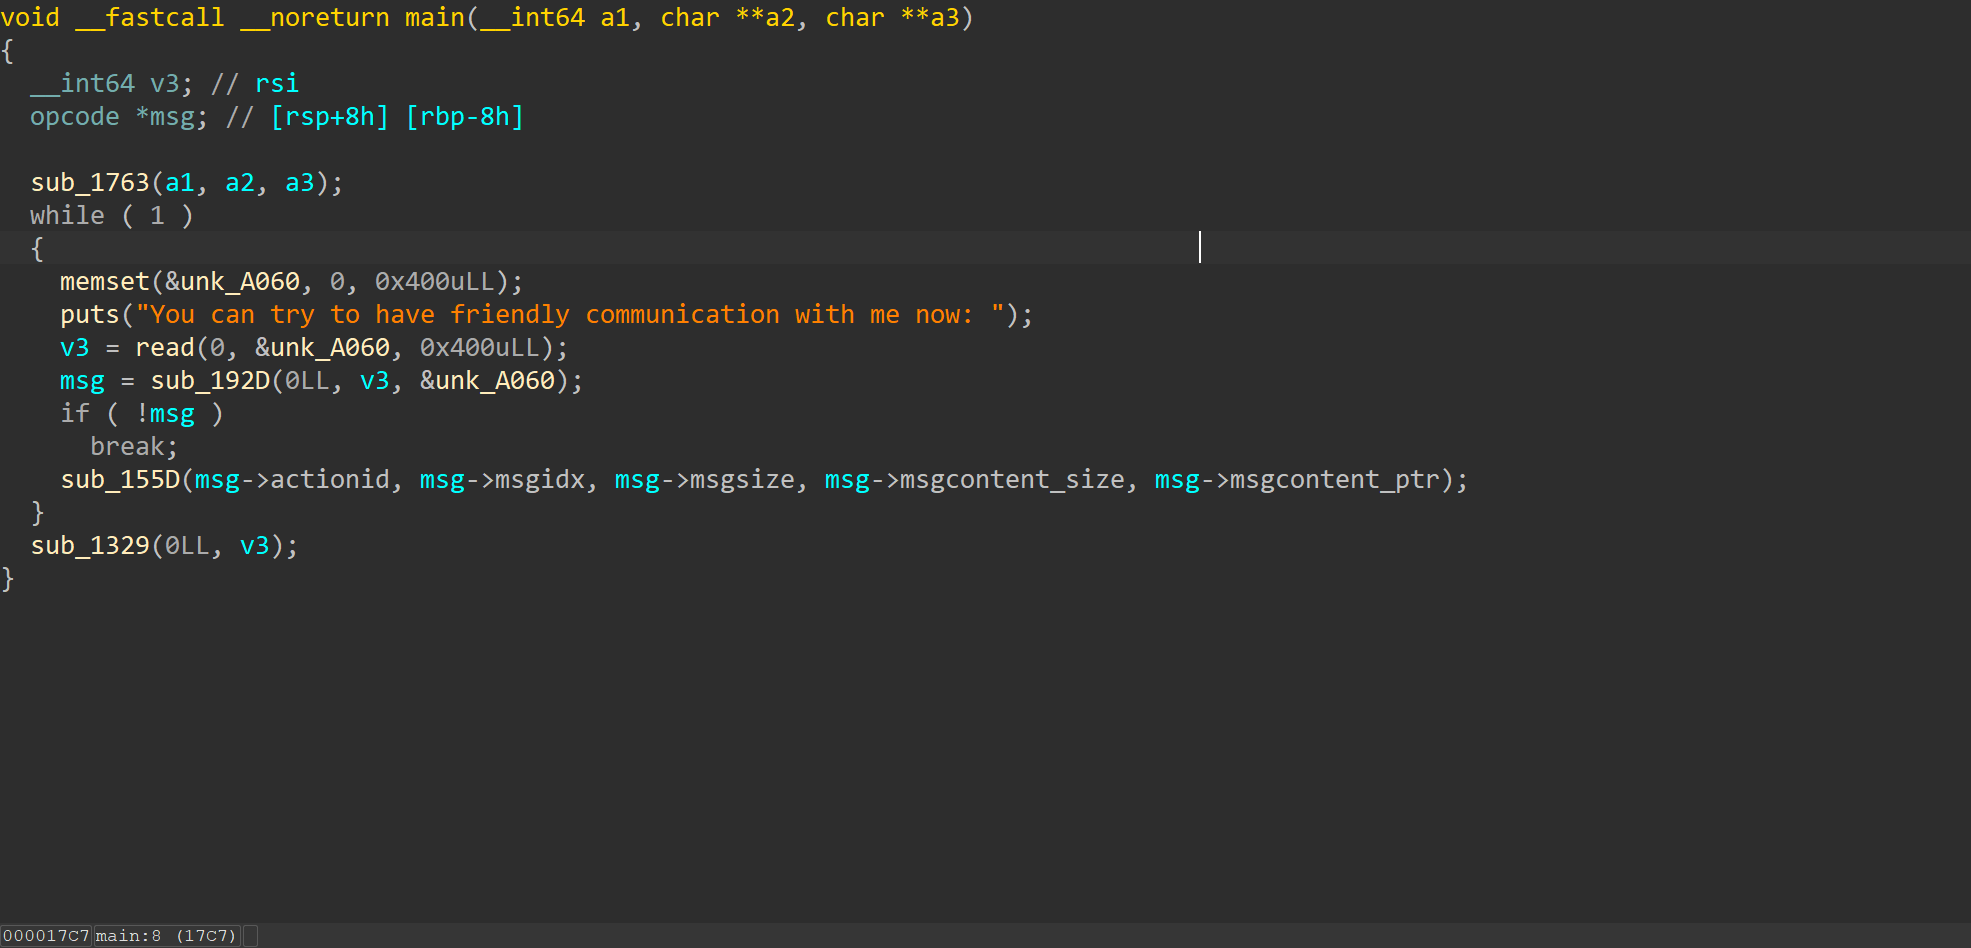 void __fastcall __noreturn main(__int64 a1, char **a2, char **a3)
{
  __int64 v3; // rsi
  opcode *msg; // [rsp+8h] [rbp-8h]

  sub_1763(a1, a2, a3);
  while ( 1 )
  {
    memset(&unk_A060, 0, 0x400uLL);
    puts("You can try to have friendly communication with me now: ");
    v3 = read(0, &unk_A060, 0x400uLL);
    msg = sub_192D(0LL, v3, &unk_A060);
    if ( !msg )
      break;
    sub_155D(msg->actionid, msg->msgidx, msg->msgsize, msg->msgcontent_size, msg->msgcontent_ptr);
  }
  sub_1329(0LL, v3);
}
000017C7 main:8 (17C7)